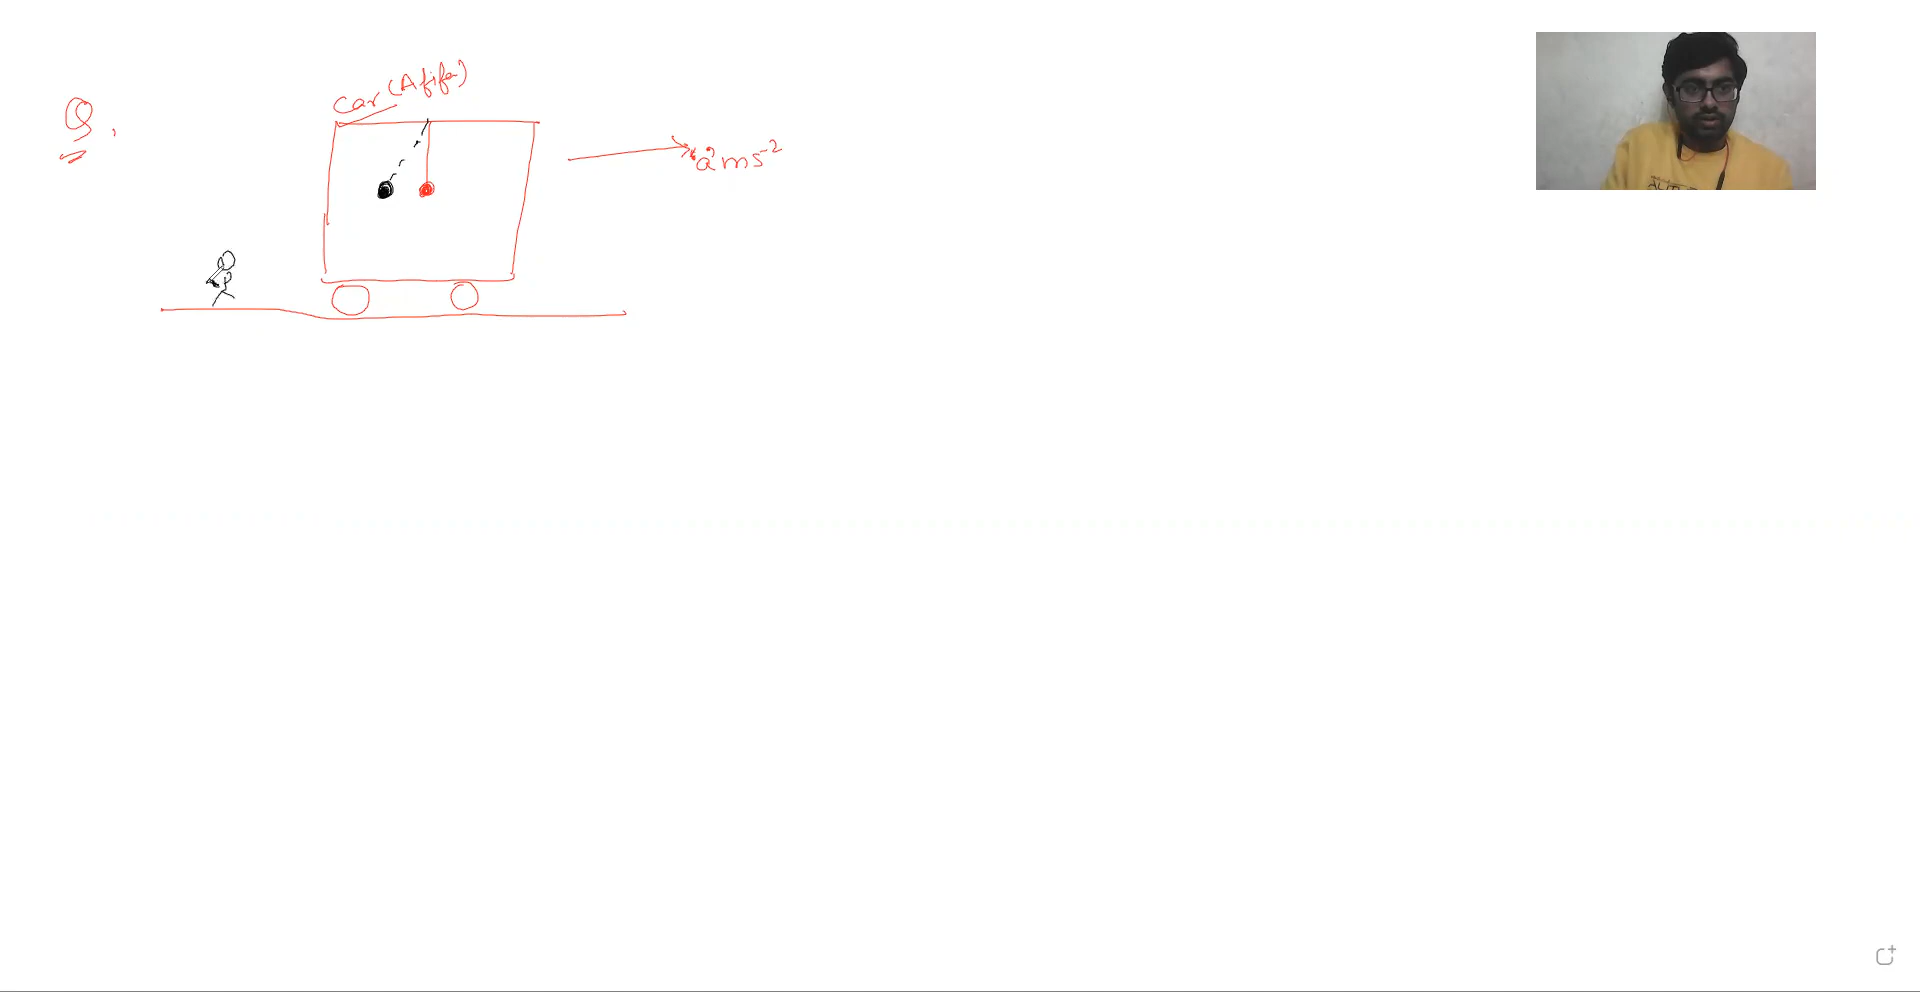 Q.
Car (Afifa)
"a" ms⁻²